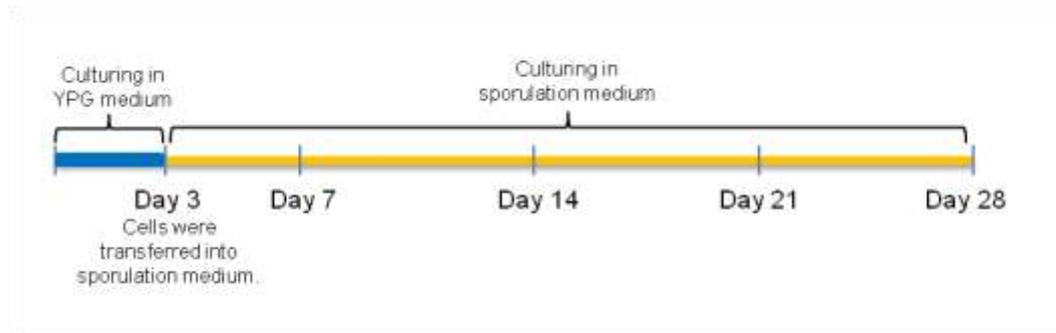 Culturing in
YPG medium
Culturing in
sporulation medium
Day 3
Day 7
Day 14
Day 21
Day 28
Cells were
transferred into
sporulation medium.